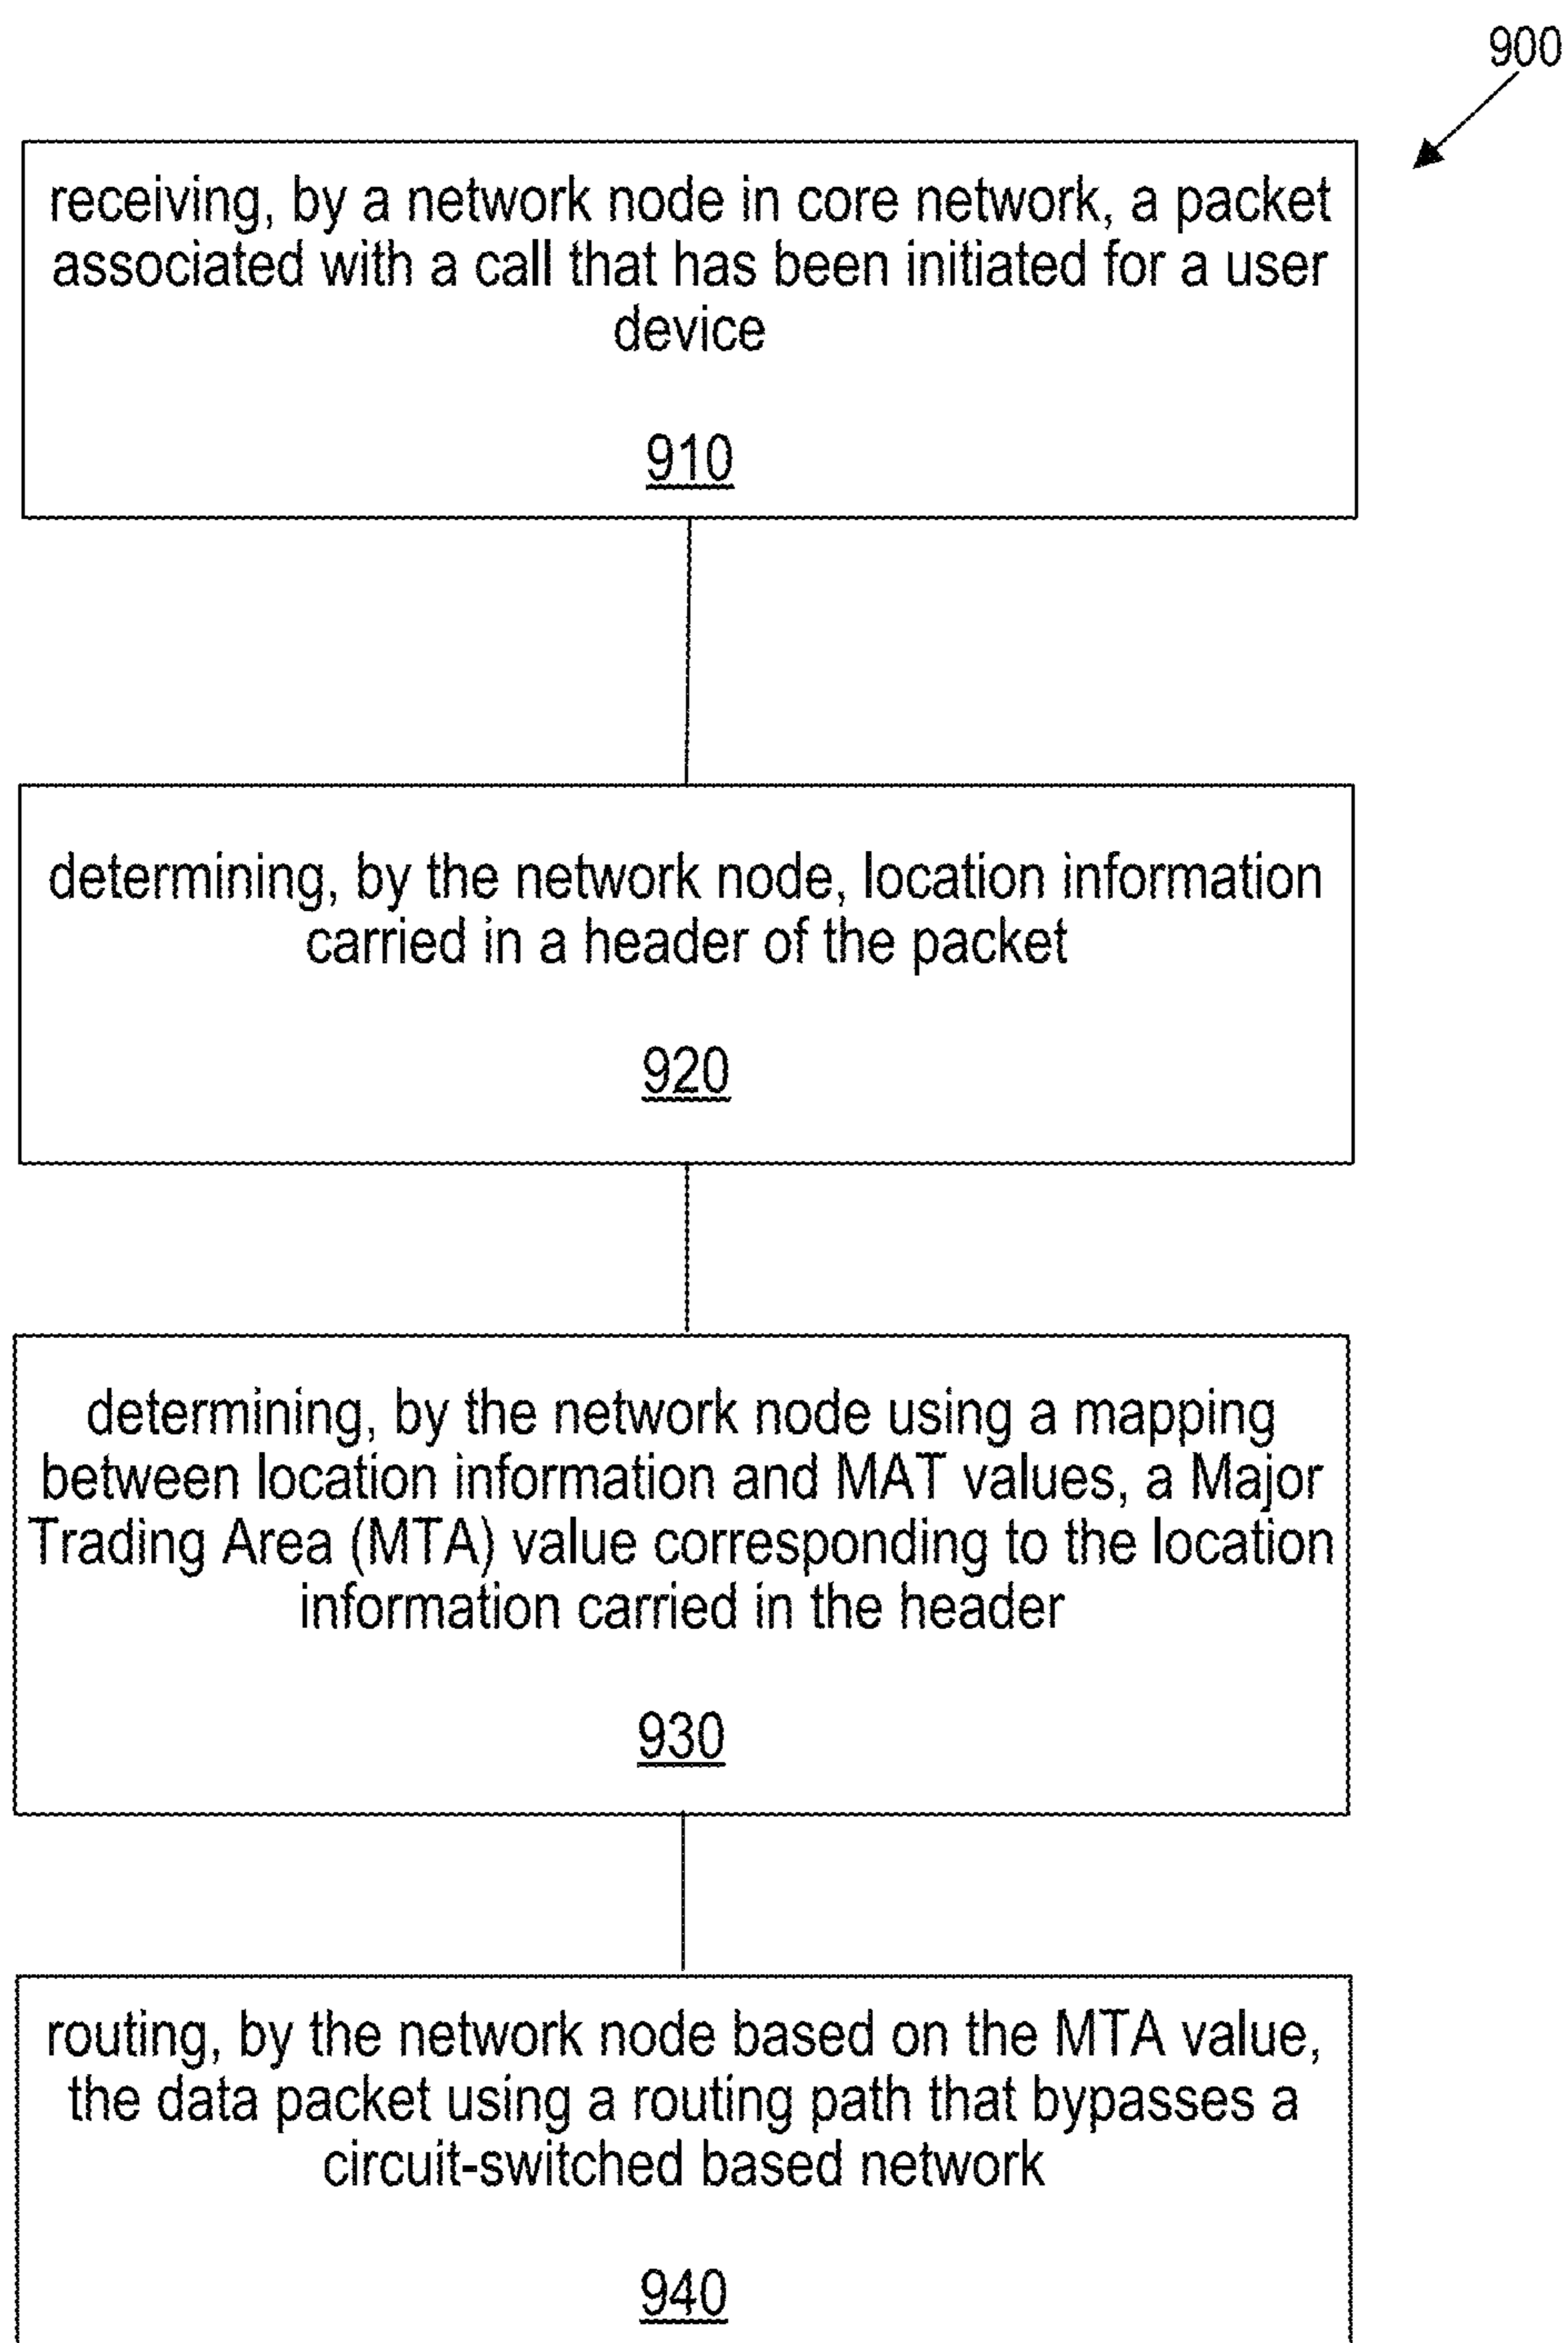 900
receiving, by a network node in core network, a packet
associated with a call that has been initiated for a user
device
910
determining, by the network node, location information
carried in a header of the packet
920
determining, by the network node using a mapping
between location information and MAT values, a Major
Trading Area (MTA) value corresponding to the location
information carried in the header
930
routing, by the network node based on the MTA value,
the data packet using a routing path that bypasses a
circuit-switched based network
940